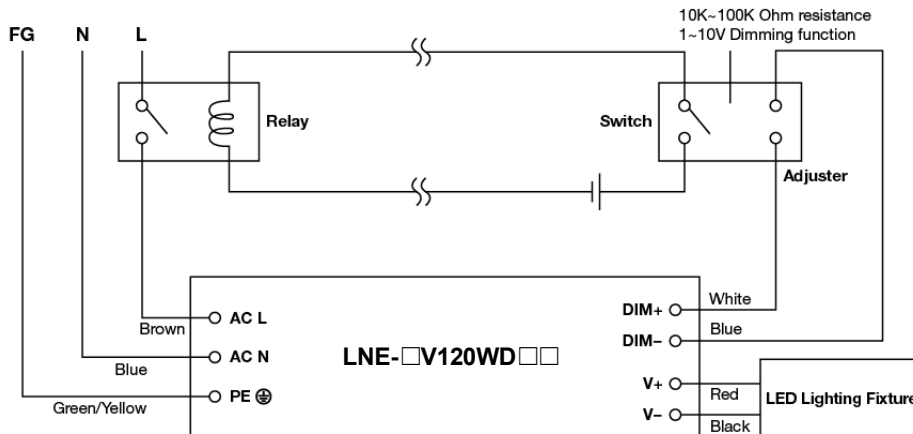 10K~100K Ohm resistance
1~10V Dimming function
FG N L
Relay
Switch
Adjuster
DIM+ White
Brown AC L
DIM− Blue
Blue AC N
LNE-□V120WD□□
Green/Yellow PE
V+ Red
LED Lighting Fixture
V− Black